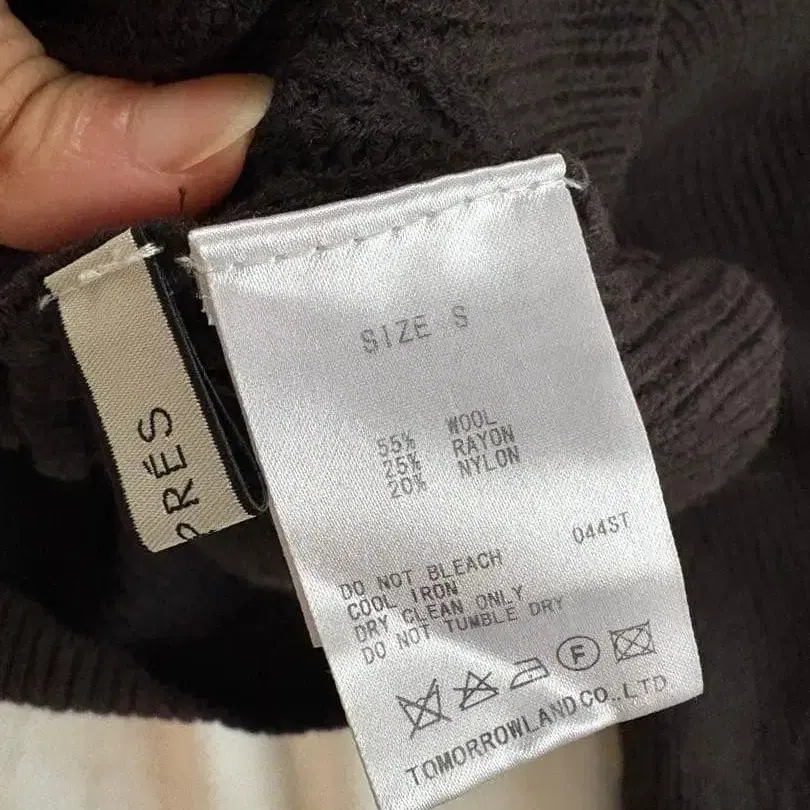 PRÉS
SIZE S
55% WOOL
25% RAYON
20% NYLON
044ST
DO NOT BLEACH
COOL IRON
DRY CLEAN ONLY
DO NOT TUMBLE DRY
F
TOMORROWLAND CO.,LTD